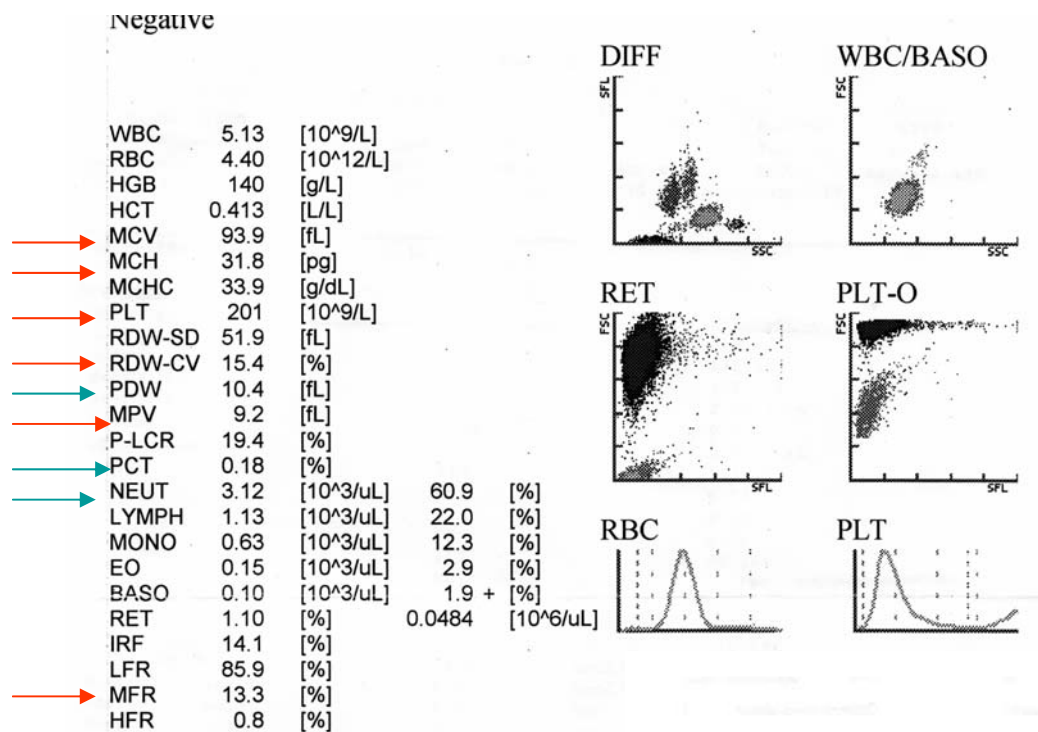 Negative
WBC 5.13 [10^9/L]
RBC 4.40 [10^12/L]
HGB 140 [g/L]
HCT 0.413 [L/L]
MCV 93.9 [fL]
MCH 31.8 [pg]
MCHC 33.9 [g/dL]
PLT 201 [10^9/L]
RDW-SD 51.9 [fL]
RDW-CV 15.4 [%]
PDW 10.4 [fL]
MPV 9.2 [fL]
P-LCR 19.4 [%]
PCT 0.18 [%]
NEUT 3.12 [10^3/uL] 60.9 [%]
LYMPH 1.13 [10^3/uL] 22.0 [%]
MONO 0.63 [10^3/uL] 12.3 [%]
EO 0.15 [10^3/uL] 2.9 [%]
BASO 0.10 [10^3/uL] 1.9 + [%]
RET 1.10 [%] 0.0484 [10^6/uL]
IRF 14.1 [%]
LFR 85.9 [%]
MFR 13.3 [%]
HFR 0.8 [%]
DIFF
SFL
SSC
WBC/BASO
FSC
SSC
RET
FSC
SFL
PLT-O
FSC
SFL
RBC
PLT